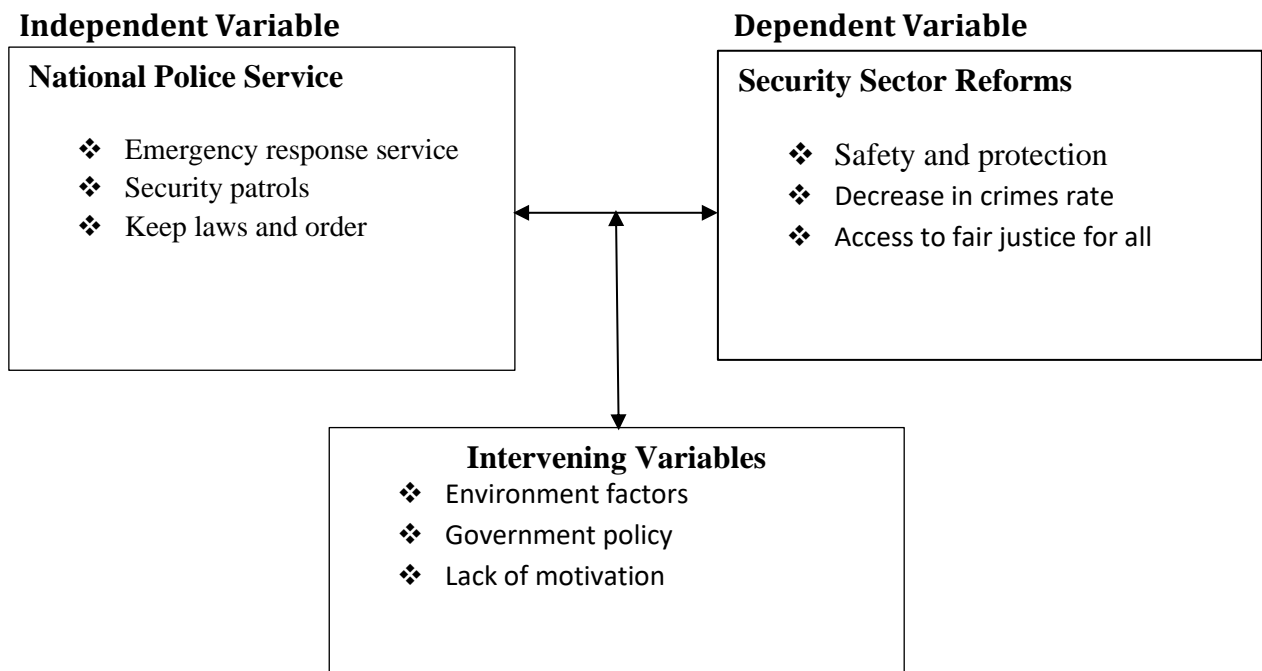 Independent Variable
National Police Service
❖ Emergency response service
❖ Security patrols
❖ Keep laws and order
Dependent Variable
Security Sector Reforms
❖ Safety and protection
❖ Decrease in crimes rate
❖ Access to fair justice for all
Intervening Variables
❖ Environment factors
❖ Government policy
❖ Lack of motivation